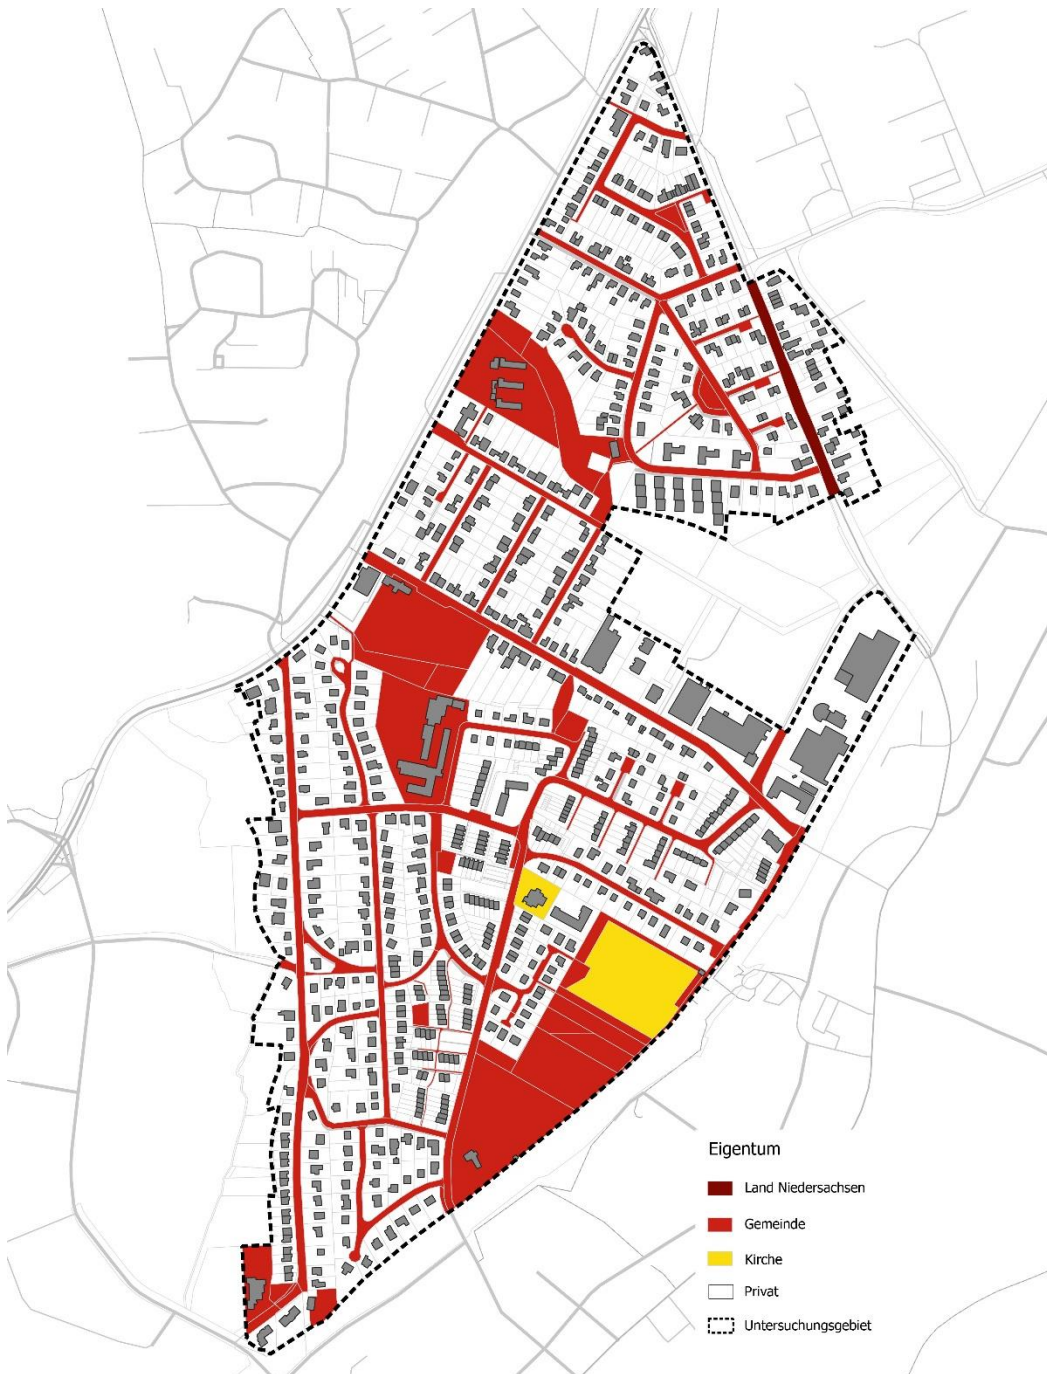 Eigentum
Land Niedersachsen
Gemeinde
Kirche
Privat
Untersuchungsgebiet